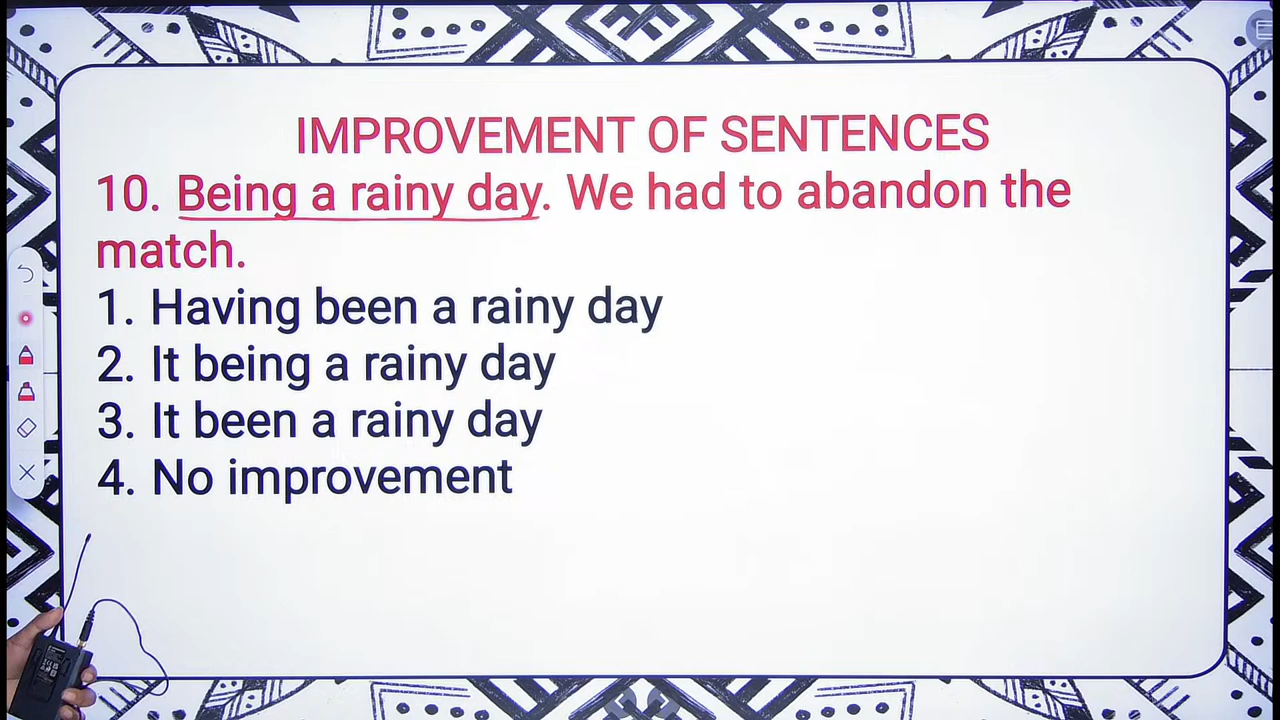 IMPROVEMENT OF SENTENCES
10. Being a rainy day. We had to abandon the
match.
1. Having been a rainy day
2. It being a rainy day
3. It been a rainy day
4. No improvement